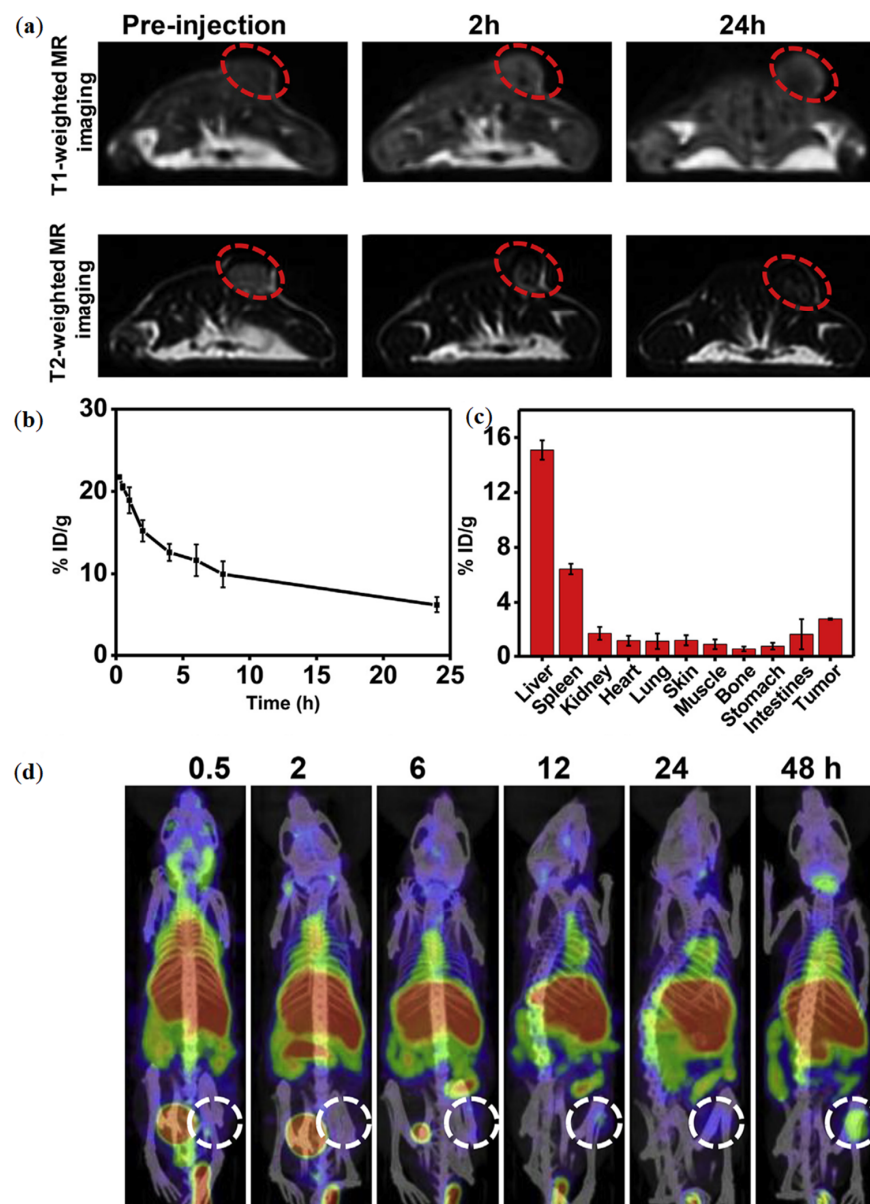 (a)
Pre-injection 2h 24h
T1-weighted MR
imaging
T2-weighted MR
imaging
(b)
30
20
10
0
% ID/g
0 5 10 15 20 25
Time (h)
(c)
16
12
8
4
0
% ID/g
Liver
Spleen
Kidney
Heart
Lung
Skin
Muscle
Bone
Stomach
Intestines
Tumor
(d)
0.5 2 6 12 24 48 h